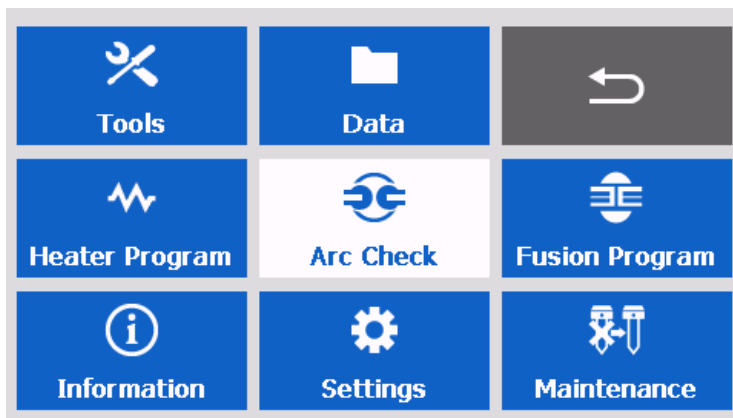 Tools
Data
Heater Program
Arc Check
Fusion Program
Information
Settings
Maintenance